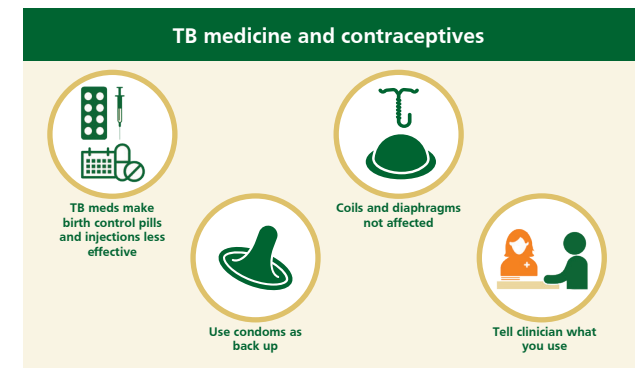 TB medicine and contraceptives
TB meds make
birth control pills
and injections less
effective
Use condoms as
back up
Coils and diaphragms
not affected
Tell clinician what
you use